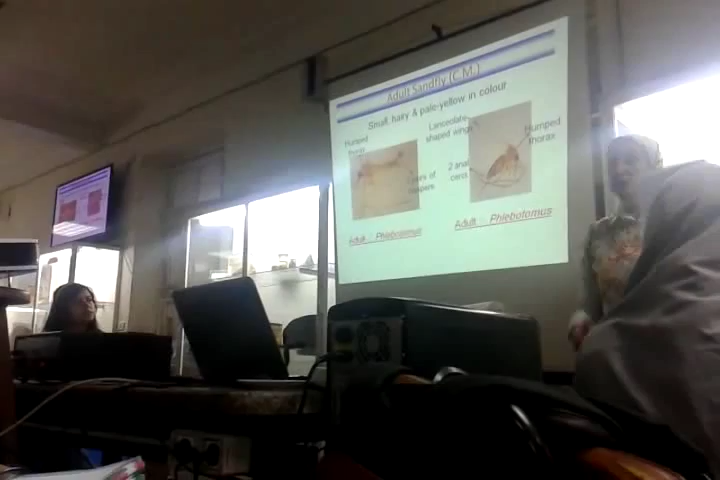 Adult Sandfly (C.M.)
Small, hairy & pale-yellow in colour
Humped
thorax
Lanceolate-
shaped wings
Humped
thorax
2 anal
Adult Phlebotomus
Adult Phlebotomus